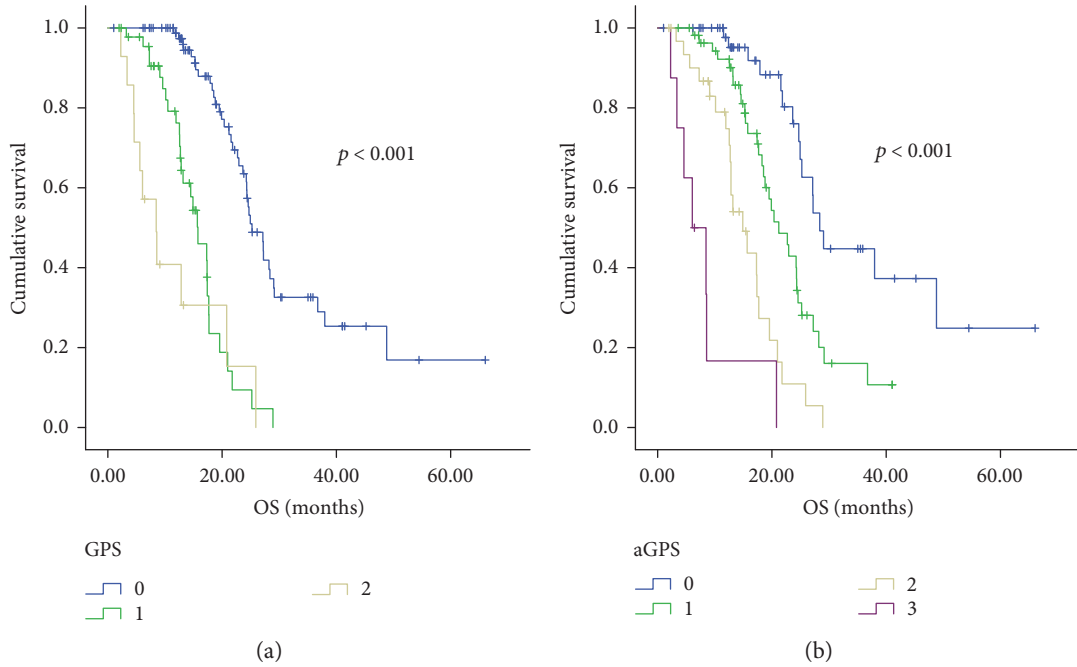 1.0
0.8
0.6
0.4
0.2
0.0
Cumulative survival
p < 0.001
0.00 20.00 40.00 60.00
OS (months)
GPS
0 2
1
(a)
1.0
0.8
0.6
0.4
0.2
0.0
Cumulative survival
p < 0.001
0.00 20.00 40.00 60.00
OS (months)
aGPS
0 2
1 3
(b)